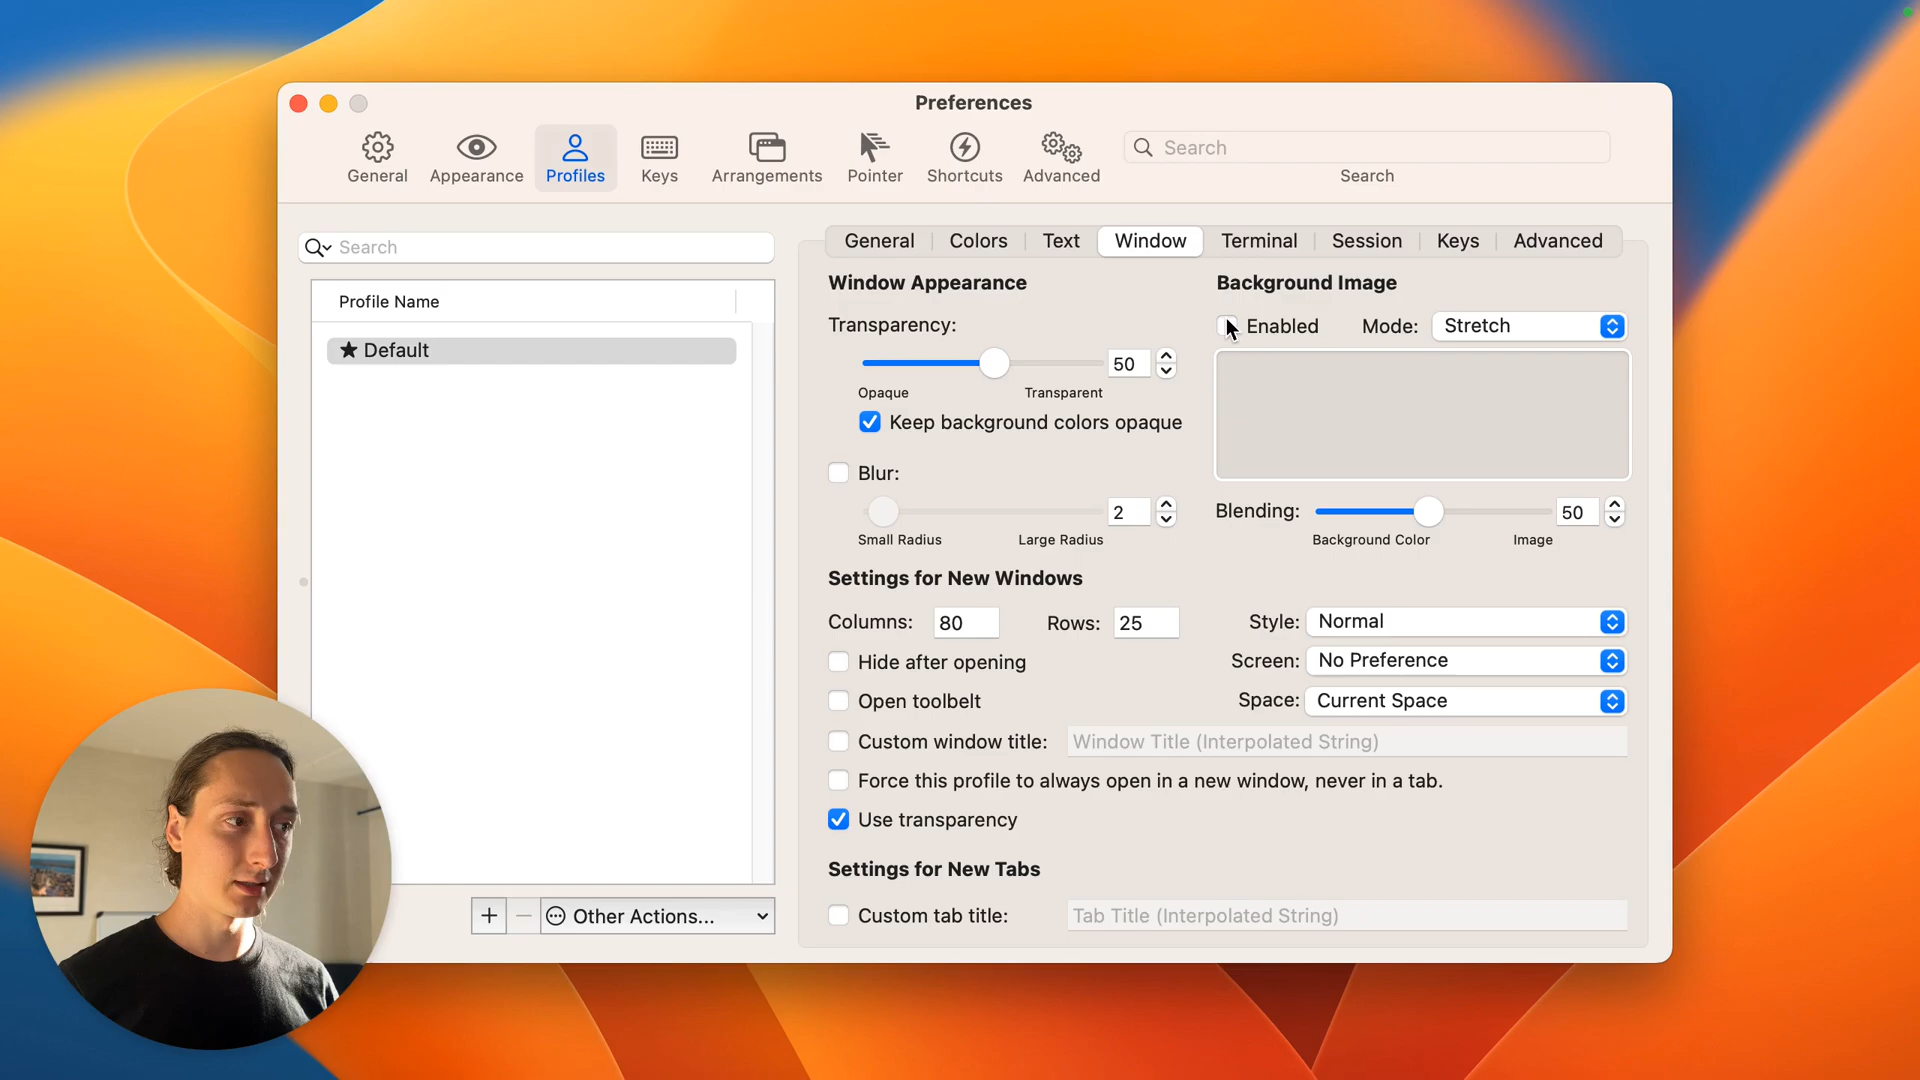 Preferences
General
Appearance
Profiles
Keys
Arrangements
Pointer
Shortcuts
Advanced
Search
Search
Search
Profile Name
★ Default
+
−
Other Actions...
General
Colors
Text
Window
Terminal
Session
Keys
Advanced
Window Appearance
Transparency:
50
Opaque
Transparent
Keep background colors opaque
Blur:
2
Small Radius
Large Radius
Background Image
Enabled
Mode:
Stretch
Blending:
50
Background Color
Image
Settings for New Windows
Columns:
80
Rows:
25
Style:
Normal
Hide after opening
Screen:
No Preference
Open toolbelt
Space:
Current Space
Custom window title:
Window Title (Interpolated String)
Force this profile to always open in a new window, never in a tab.
Use transparency
Settings for New Tabs
Custom tab title:
Tab Title (Interpolated String)